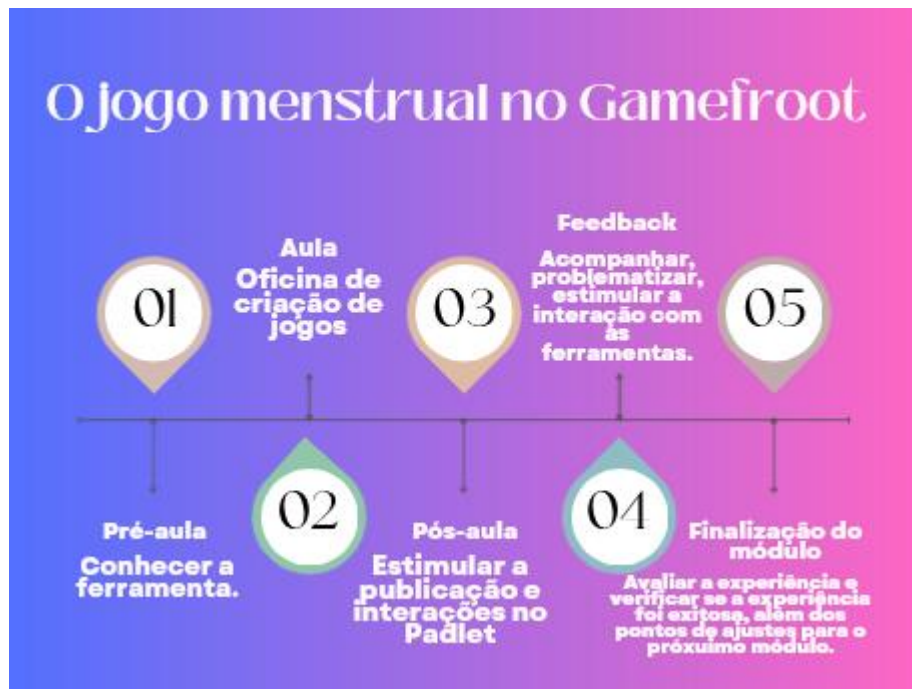 O jogo menstrual no Gamefroot
01
Pré-aula
Conhecer a
ferramenta.
Aula
Oficina de
criação de
jogos
02
03
Pós-aula
Estimular a
publicação e
interações no
Padlet
Feedback
Acompanhar,
problematizar,
estimular a
interação com
às
ferramentas.
04
05
Finalização do
módulo
Avaliar a experiência e
verificar se a experiência
foi exitosa, além dos
pontos de ajustes para o
próxuimo módulo.